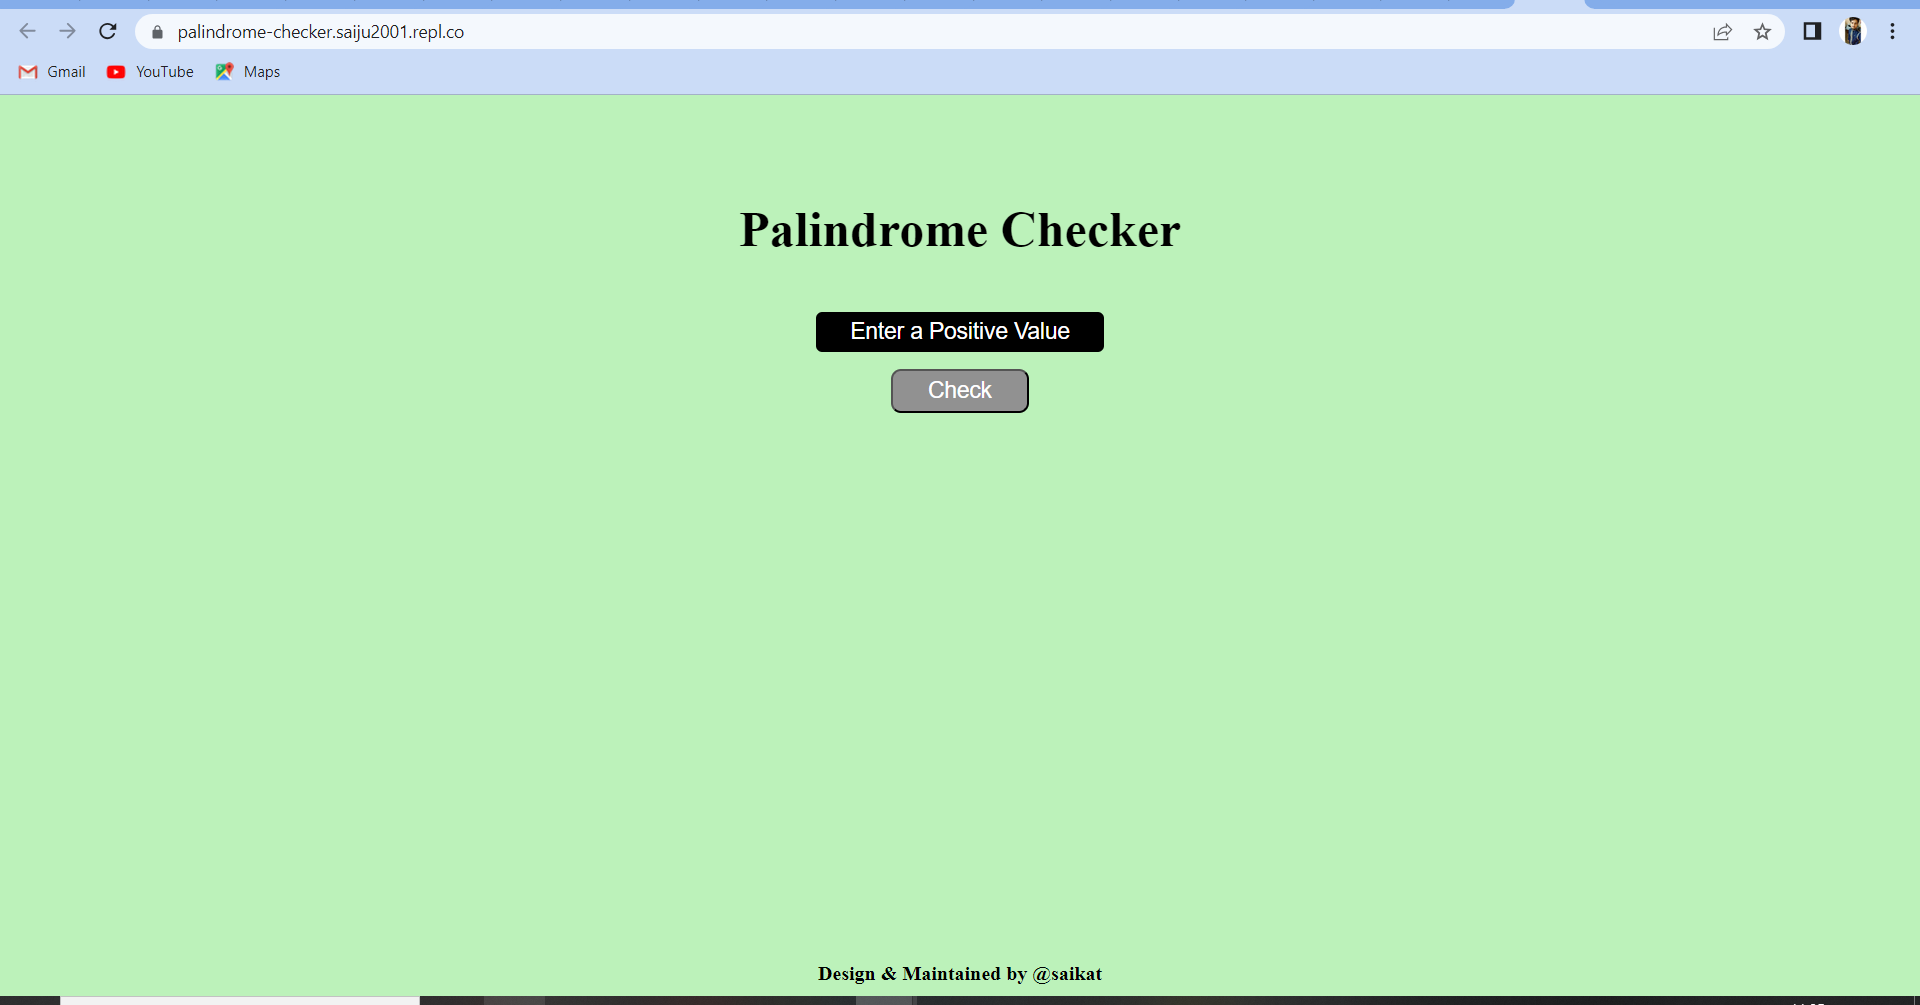 palindrome-checker.saiju2001.repl.co
Gmail YouTube Maps
Palindrome Checker
Enter a Positive Value
Check
Design & Maintained by @saikat